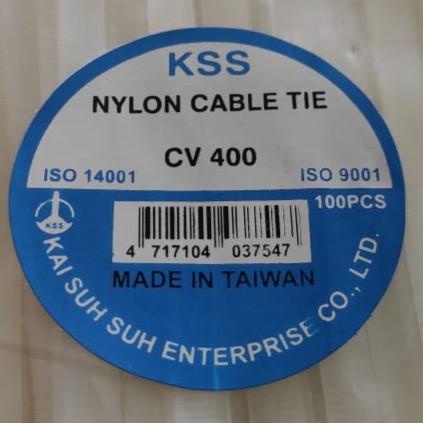 KSS
NYLON CABLE TIE
CV 400
ISO 14001
ISO 9001
100PCS
KSS
4 717104 037547
MADE IN TAIWAN
KAI SUH SUH ENTERPRISE CO., LTD.